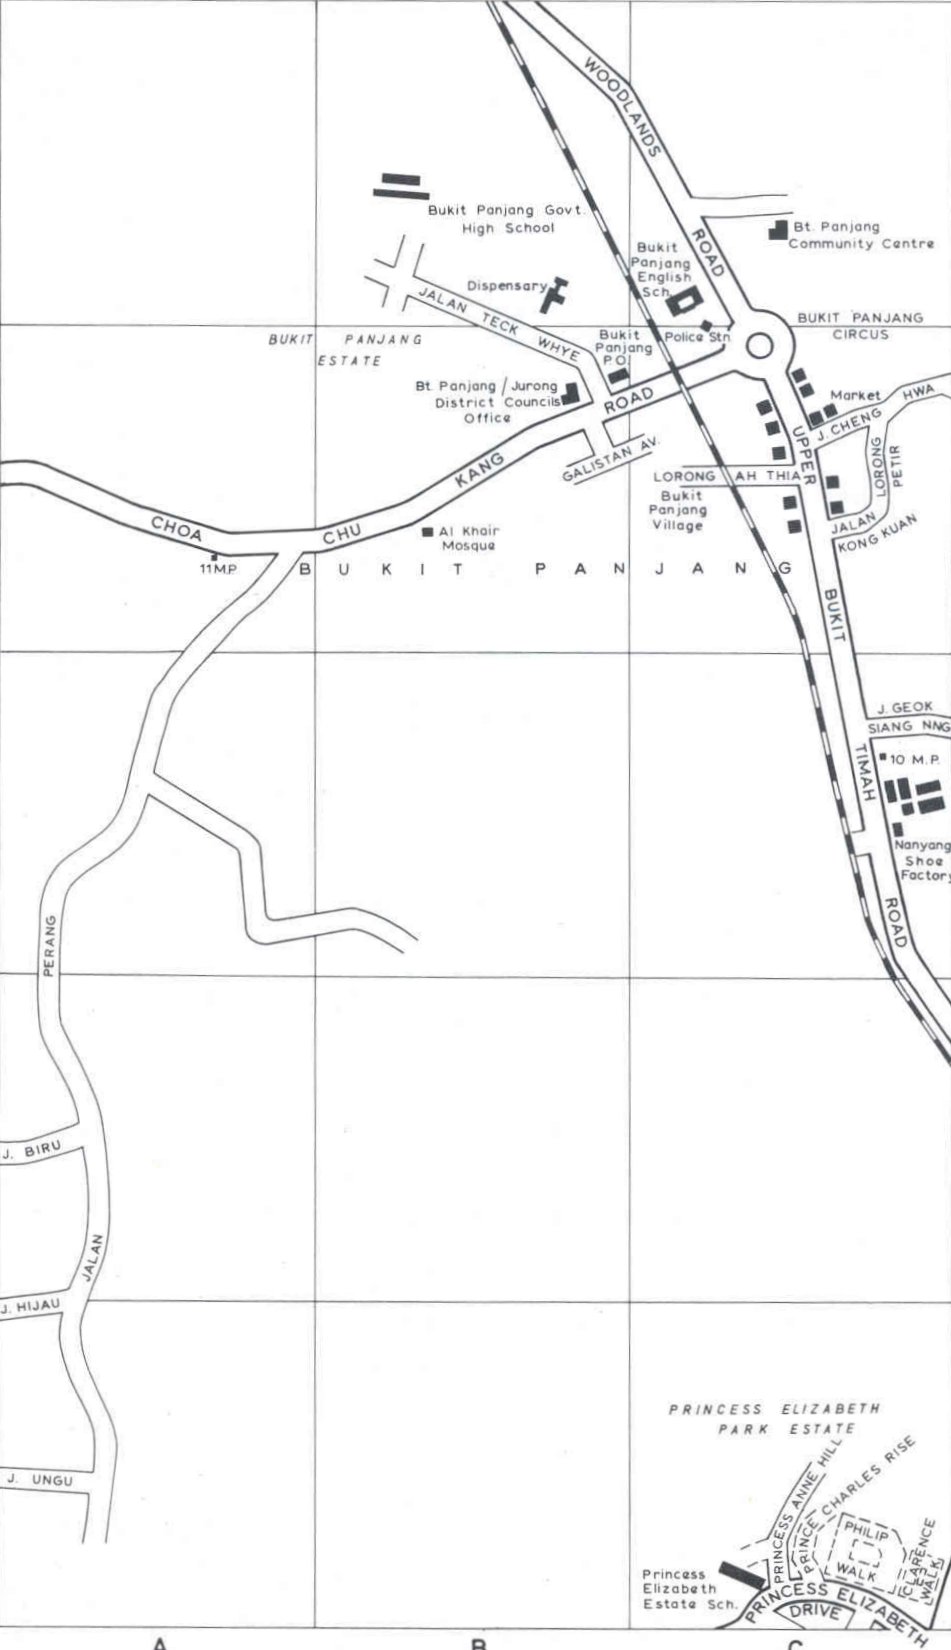 WOODLANDS
ROAD
Bukit Panjang Govt.
High School
Bt. Panjang
Community Centre
Bukit
Panjang
English
Sch.
Dispensary
JALAN TECK WHYE
BUKIT PANJANG
CIRCUS
BUKIT PANJANG
ESTATE
Bukit
Panjang
P.O.
Police Stn.
Bt Panjang / Jurong
District Councils
Office
ROAD
Market
J. CHENG HWA
UPPER
LORONG
PETIR
GALISTAN AV.
KANG
LORONG AH THIA
Bukit
Panjang
Village
CHOA
CHU
Al Khair
Mosque
JALAN
KONG KUAN
11 M.P.
BUKIT PANJANG
BUKIT
J. GEOK
SIANG NNG
TIMAH
10 M.P.
Nanyang
Shoe
Factory
ROAD
PERANG
J. BIRU
JALAN
J. HIJAU
PRINCESS ELIZABETH
PARK ESTATE
J. UNGU
PRINCESS ANNE HILL
PRINCE CHARLES RISE
PHILIP
WALK
CLARENCE
WALK
Princess
Elizabeth
Estate Sch.
PRINCESS ELIZABETH
DRIVE
A
B
C